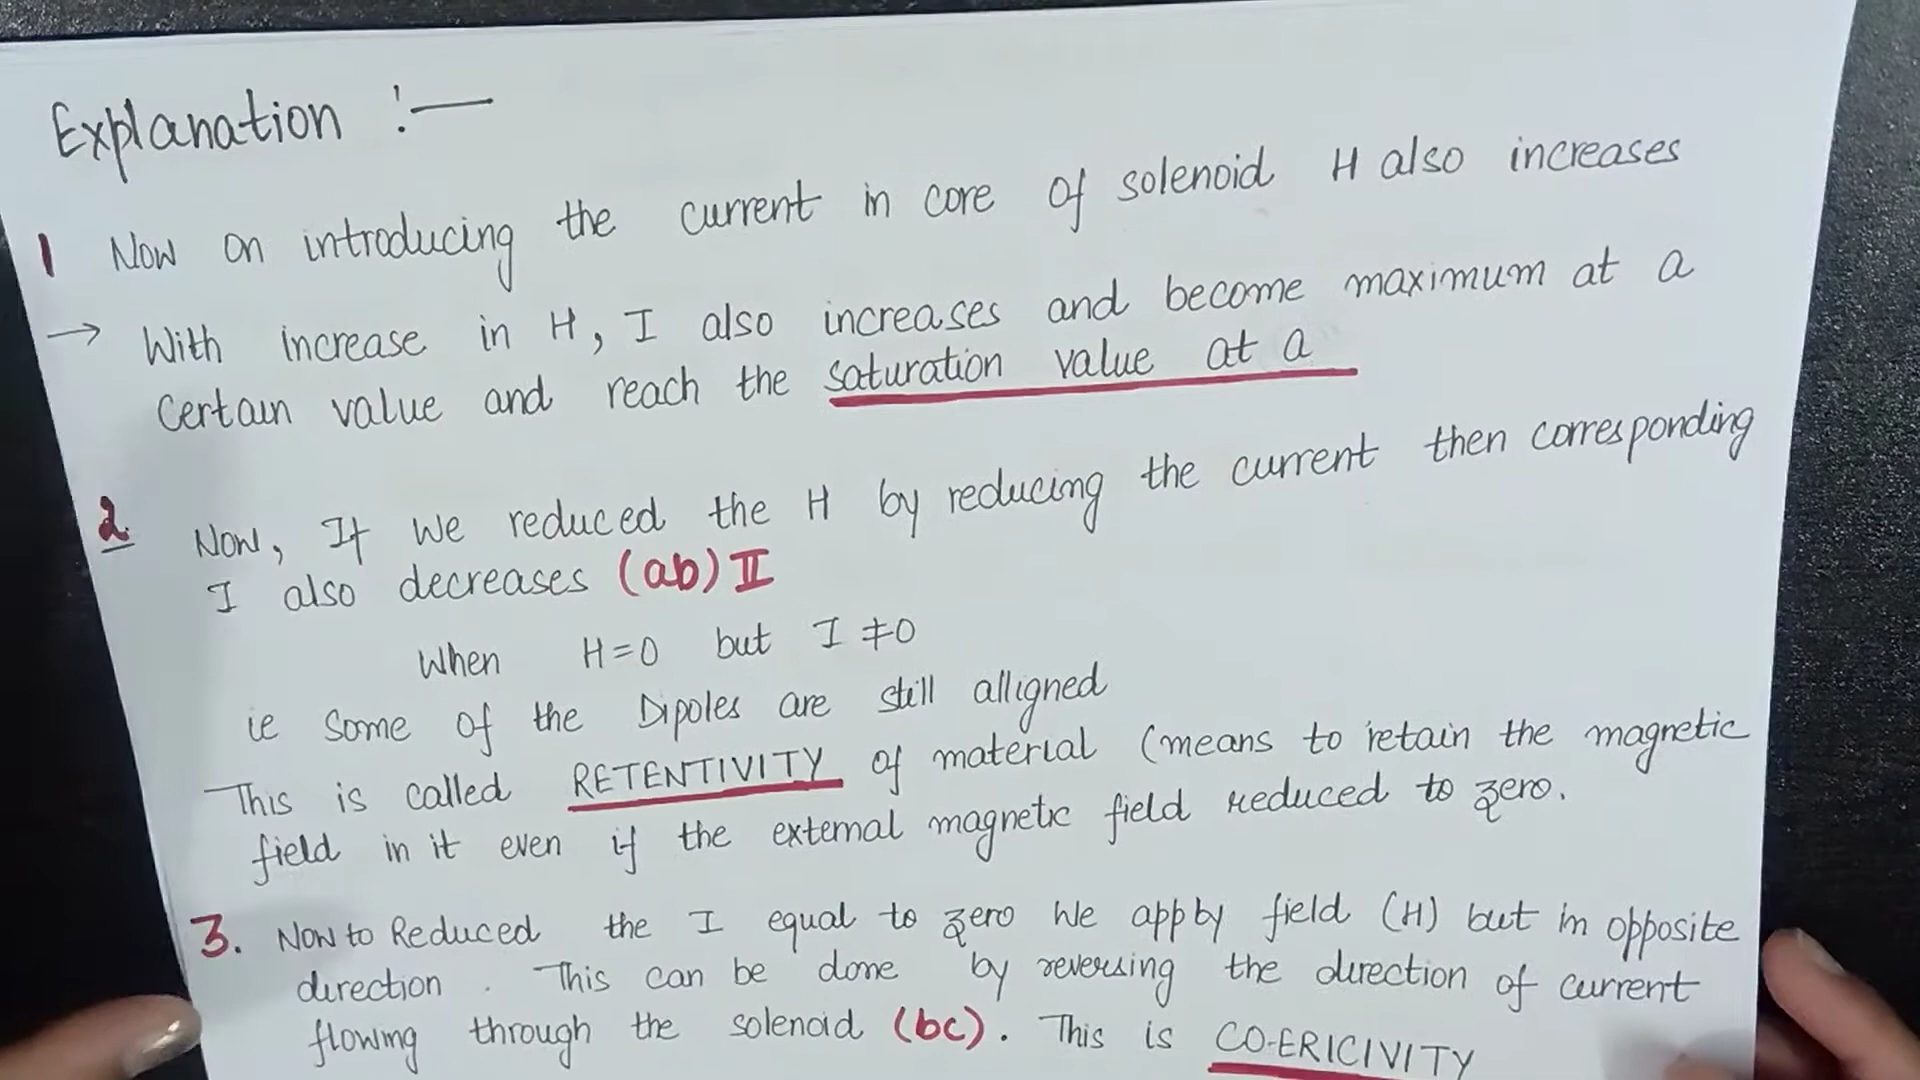 Explanation :—
1 Now on introducing the current in core of solenoid H also increases
→ With increase in H, I also increases and become maximum at a
Certain value and reach the saturation value at a
2 Now, If we reduced the H by reducing the current then corresponding
I also decreases (ab) II
When H=0 but I ≠0
ie some of the Dipoles are still alligned
This is called RETENTIVITY of material (means to retain the magnetic
field in it even if the external magnetic field reduced to zero.
3. Now to Reduced the I equal to zero We appby field (H) but in opposite
direction. This can be done by reversing the direction of current
flowing through the solenoid (bc). This is CO-ERICIVITY